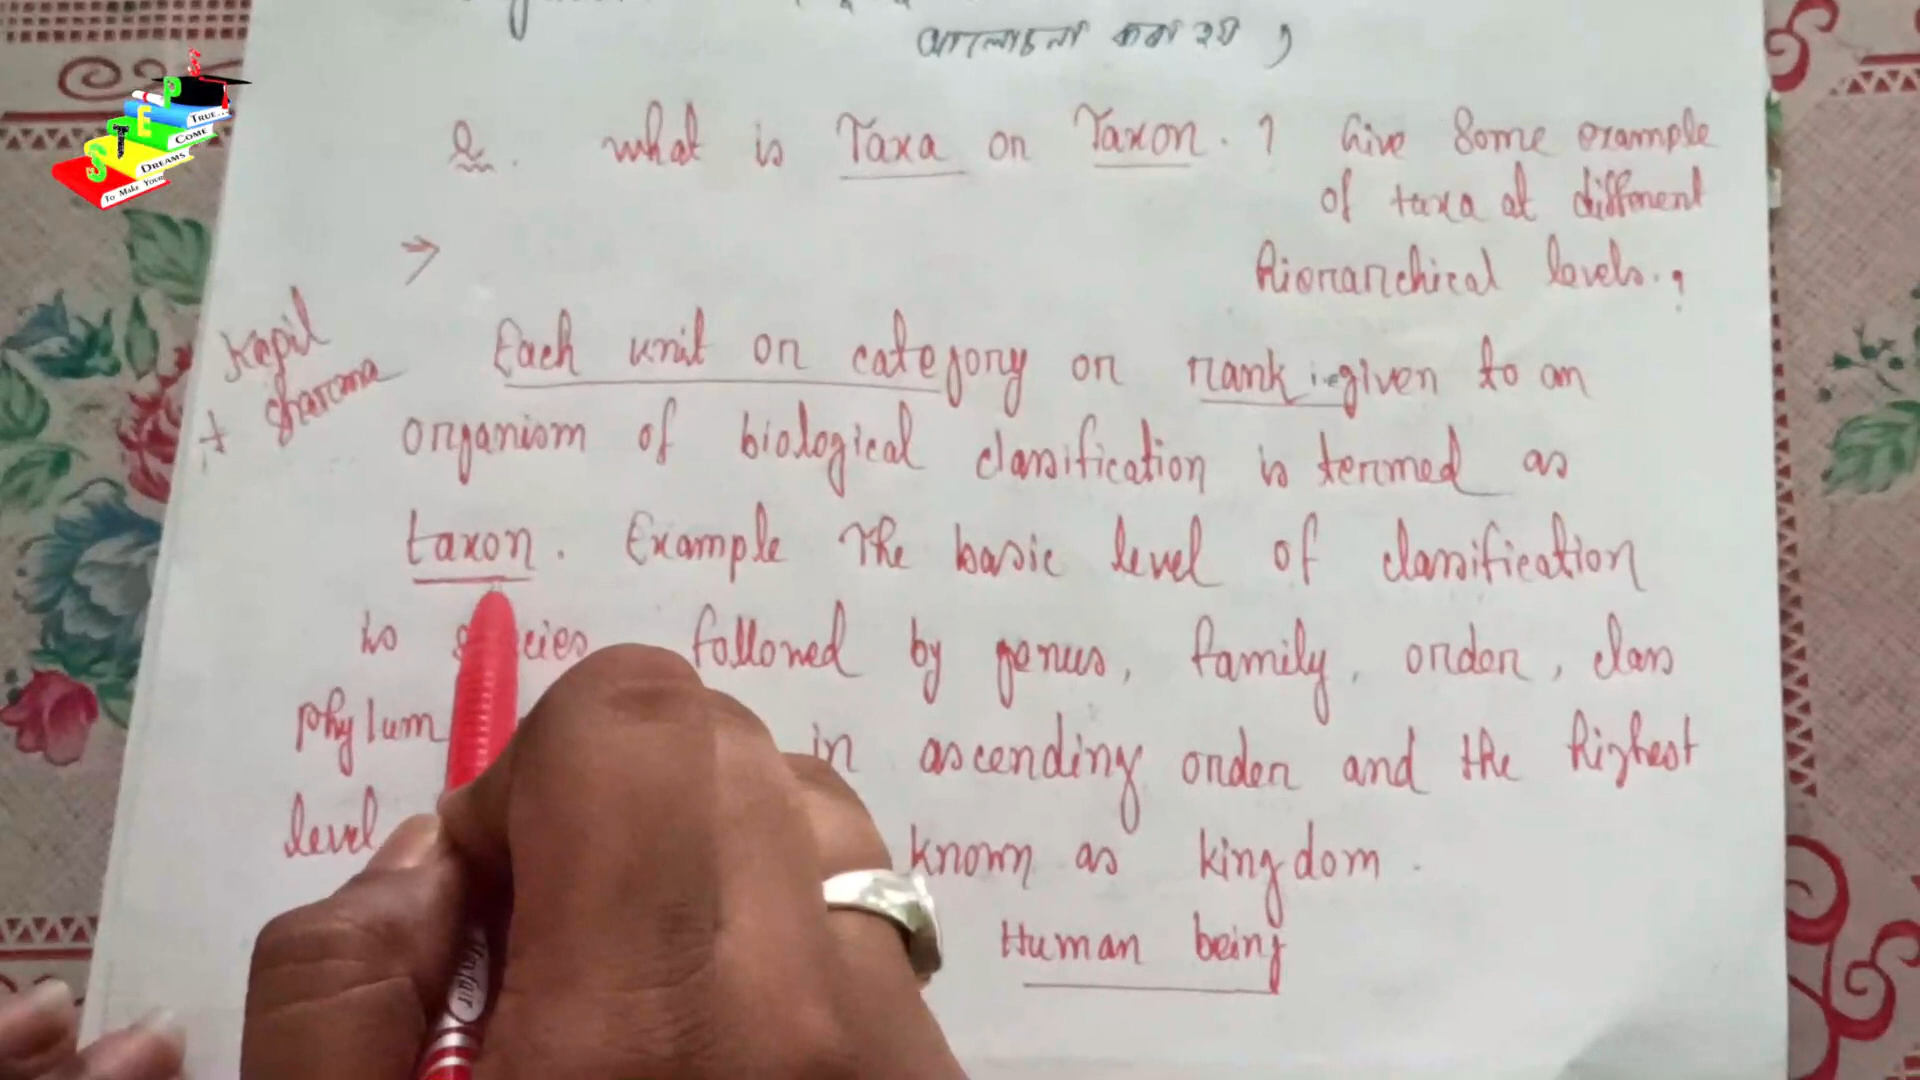 আলোচনা করা হয় ,
Q. what is Taxa or Taxon. ? Give Some example
of taxa at different
hierarchical levels. ?
→
Kapil
Sharma
Each unit or category or rank i.e given to an
organism of biological classification is termed as
taxon. Example The basic level of classification
is species followed by genus, family, order, class
phylum in ascending order and the highest
level known as kingdom.
Human being
S
T
E
P
S
To Make Your
DREAMS
COME
TRUE...